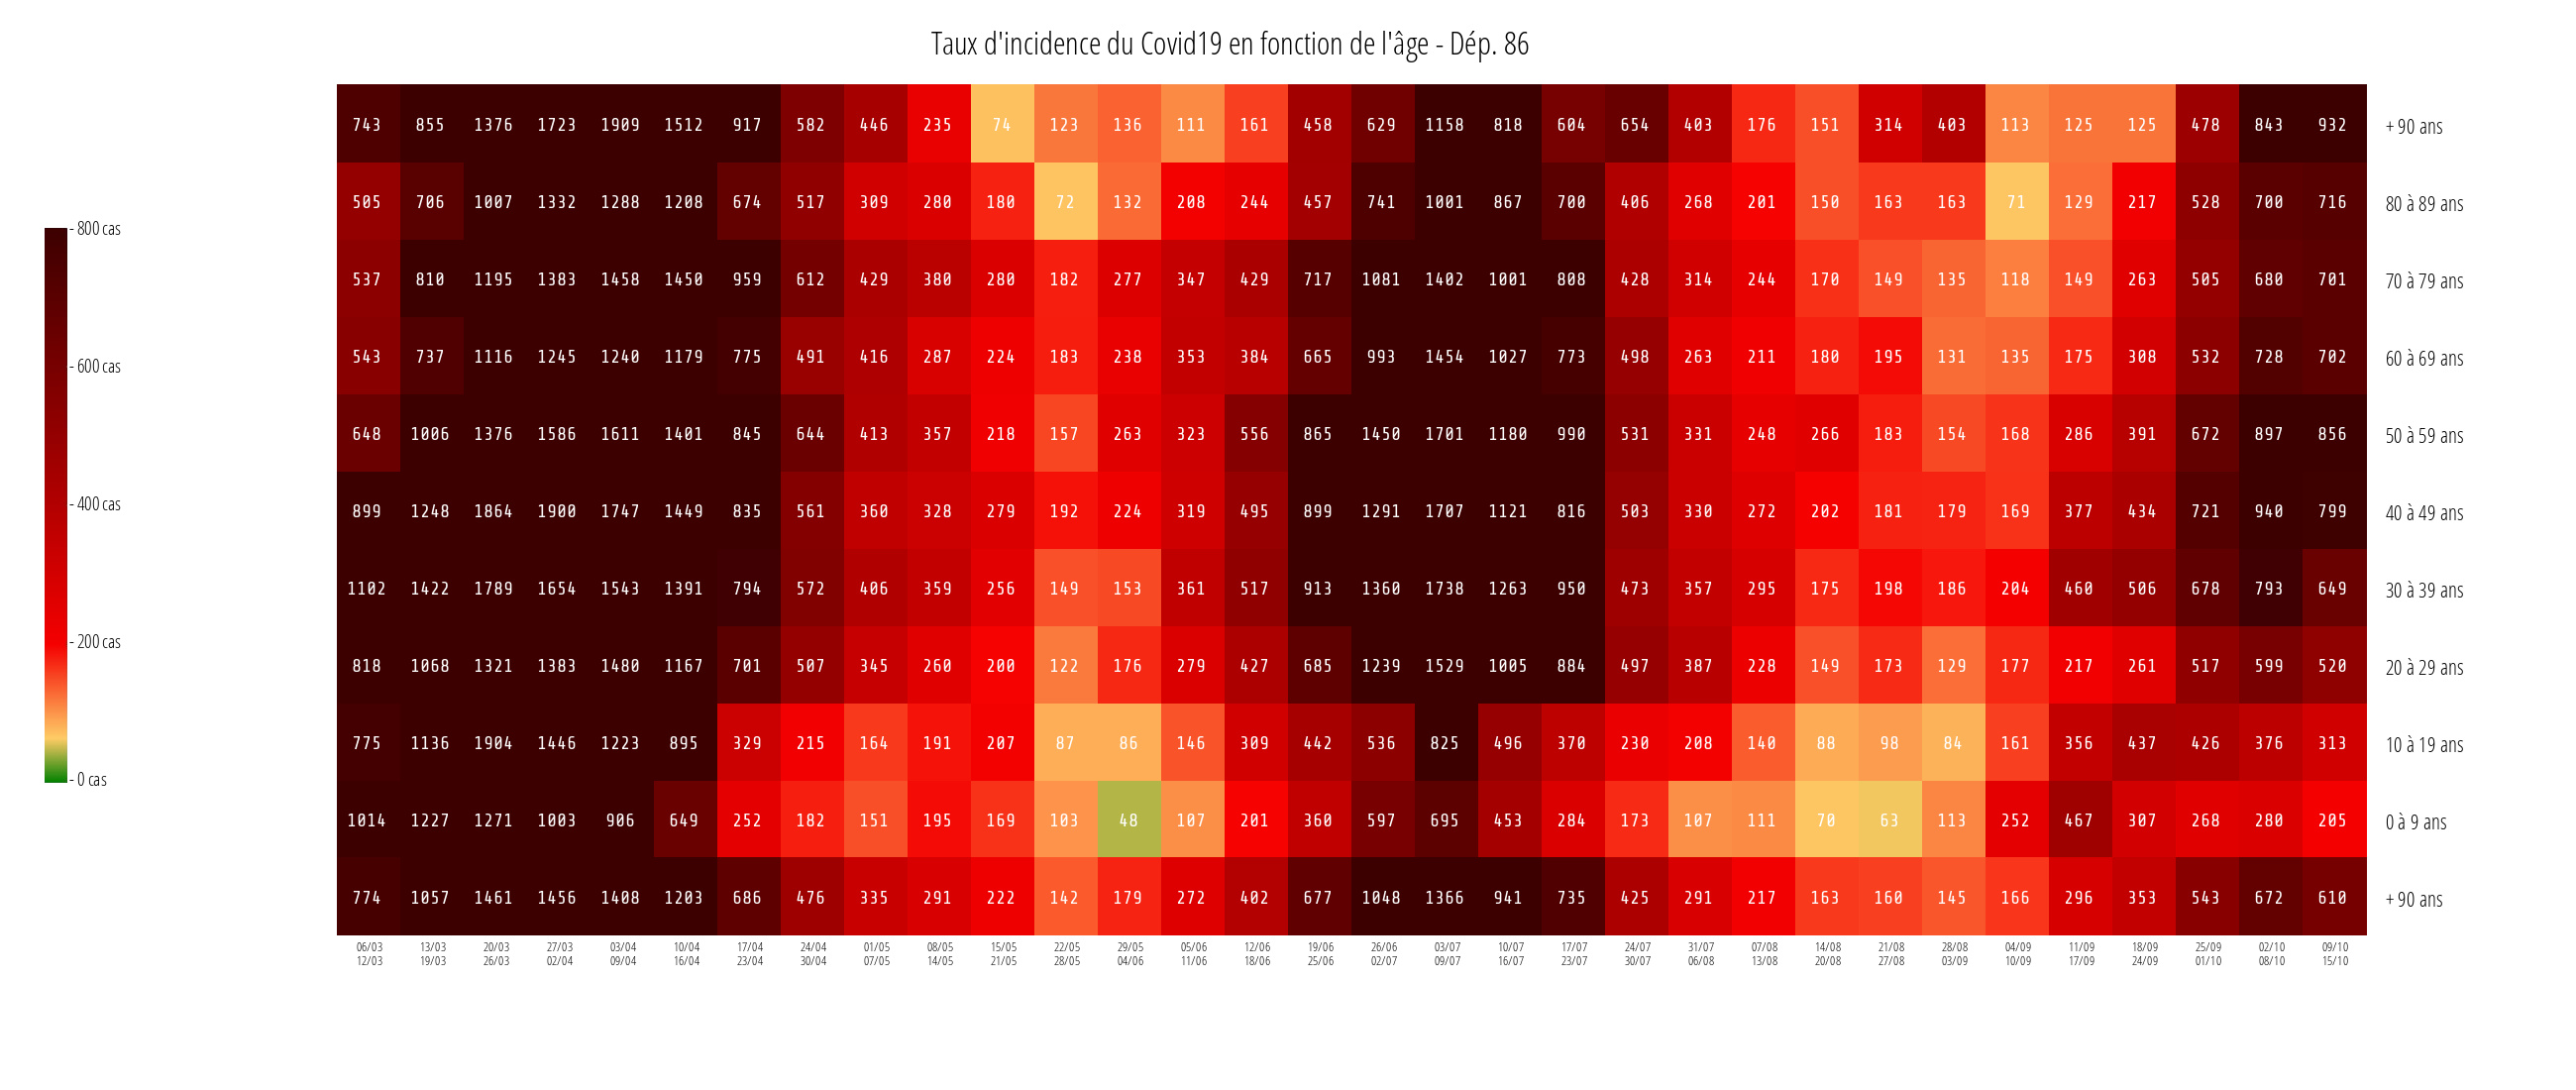 Taux d'incidence du Covid19 en fonction de l'âge - Dép. 86
743 855 1376 1723 1909 1512 917 582 446 235 74 123 136 111 161 458 629 1158 818 604 654 403 176 151 314 403 113 125 125 478 843 932 + 90 ans
505 706 1007 1332 1288 1208 674 517 309 280 180 72 132 208 244 457 741 1001 867 700 406 268 201 150 163 163 71 129 217 528 700 716 80 à 89 ans
537 810 1195 1383 1458 1450 959 612 429 380 280 182 277 347 429 717 1081 1402 1001 808 428 314 244 170 149 135 118 149 263 505 680 701 70 à 79 ans
543 737 1116 1245 1240 1179 775 491 416 287 224 183 238 353 384 665 993 1454 1027 773 498 263 211 180 195 131 135 175 308 532 728 702 60 à 69 ans
648 1006 1376 1586 1611 1401 845 644 413 357 218 157 263 323 556 865 1450 1701 1180 990 531 331 248 266 183 154 168 286 391 672 897 856 50 à 59 ans
899 1248 1864 1900 1747 1449 835 561 360 328 279 192 224 319 495 899 1291 1707 1121 816 503 330 272 202 181 179 169 377 434 721 940 799 40 à 49 ans
1102 1422 1789 1654 1543 1391 794 572 406 359 256 149 153 361 517 913 1360 1738 1263 950 473 357 295 175 198 186 204 460 506 678 793 649 30 à 39 ans
818 1068 1321 1383 1480 1167 701 507 345 260 200 122 176 279 427 685 1239 1529 1005 884 497 387 228 149 173 129 177 217 261 517 599 520 20 à 29 ans
775 1136 1904 1446 1223 895 329 215 164 191 207 87 86 146 309 442 536 825 496 370 230 208 140 88 98 84 161 356 437 426 376 313 10 à 19 ans
1014 1227 1271 1003 906 649 252 182 151 195 169 103 48 107 201 360 597 695 453 284 173 107 111 70 63 113 252 467 307 268 280 205 0 à 9 ans
774 1057 1461 1456 1408 1203 686 476 335 291 222 142 179 272 402 677 1048 1366 941 735 425 291 217 163 160 145 166 296 353 543 672 610 + 90 ans
06/03 13/03 20/03 27/03 03/04 10/04 17/04 24/04 01/05 08/05 15/05 22/05 29/05 05/06 12/06 19/06 26/06 03/07 10/07 17/07 24/07 31/07 07/08 14/08 21/08 28/08 04/09 11/09 18/09 25/09 02/10 09/10
12/03 19/03 26/03 02/04 09/04 16/04 23/04 30/04 07/05 14/05 21/05 28/05 04/06 11/06 18/06 25/06 02/07 09/07 16/07 23/07 30/07 06/08 13/08 20/08 27/08 03/09 10/09 17/09 24/09 01/10 08/10 15/10
- 800 cas
- 600 cas
- 400 cas
- 200 cas
- 0 cas